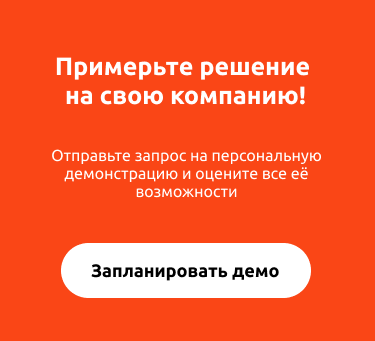 Примерьте решение
на свою компанию!
Отправьте запрос на персональную
демонстрацию и оцените все её
возможности
Запланировать демо